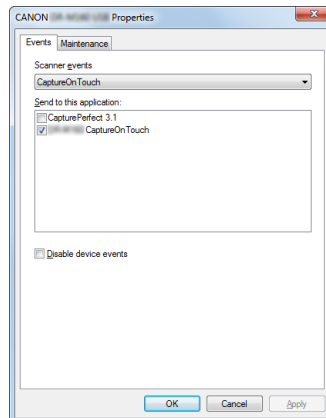 CANON USB Properties
Events
Maintenance
Scanner events
CaptureOnTouch
Send to this application:
CapturePerfect 3.1
CaptureOnTouch
Disable device events
OK
Cancel
Apply